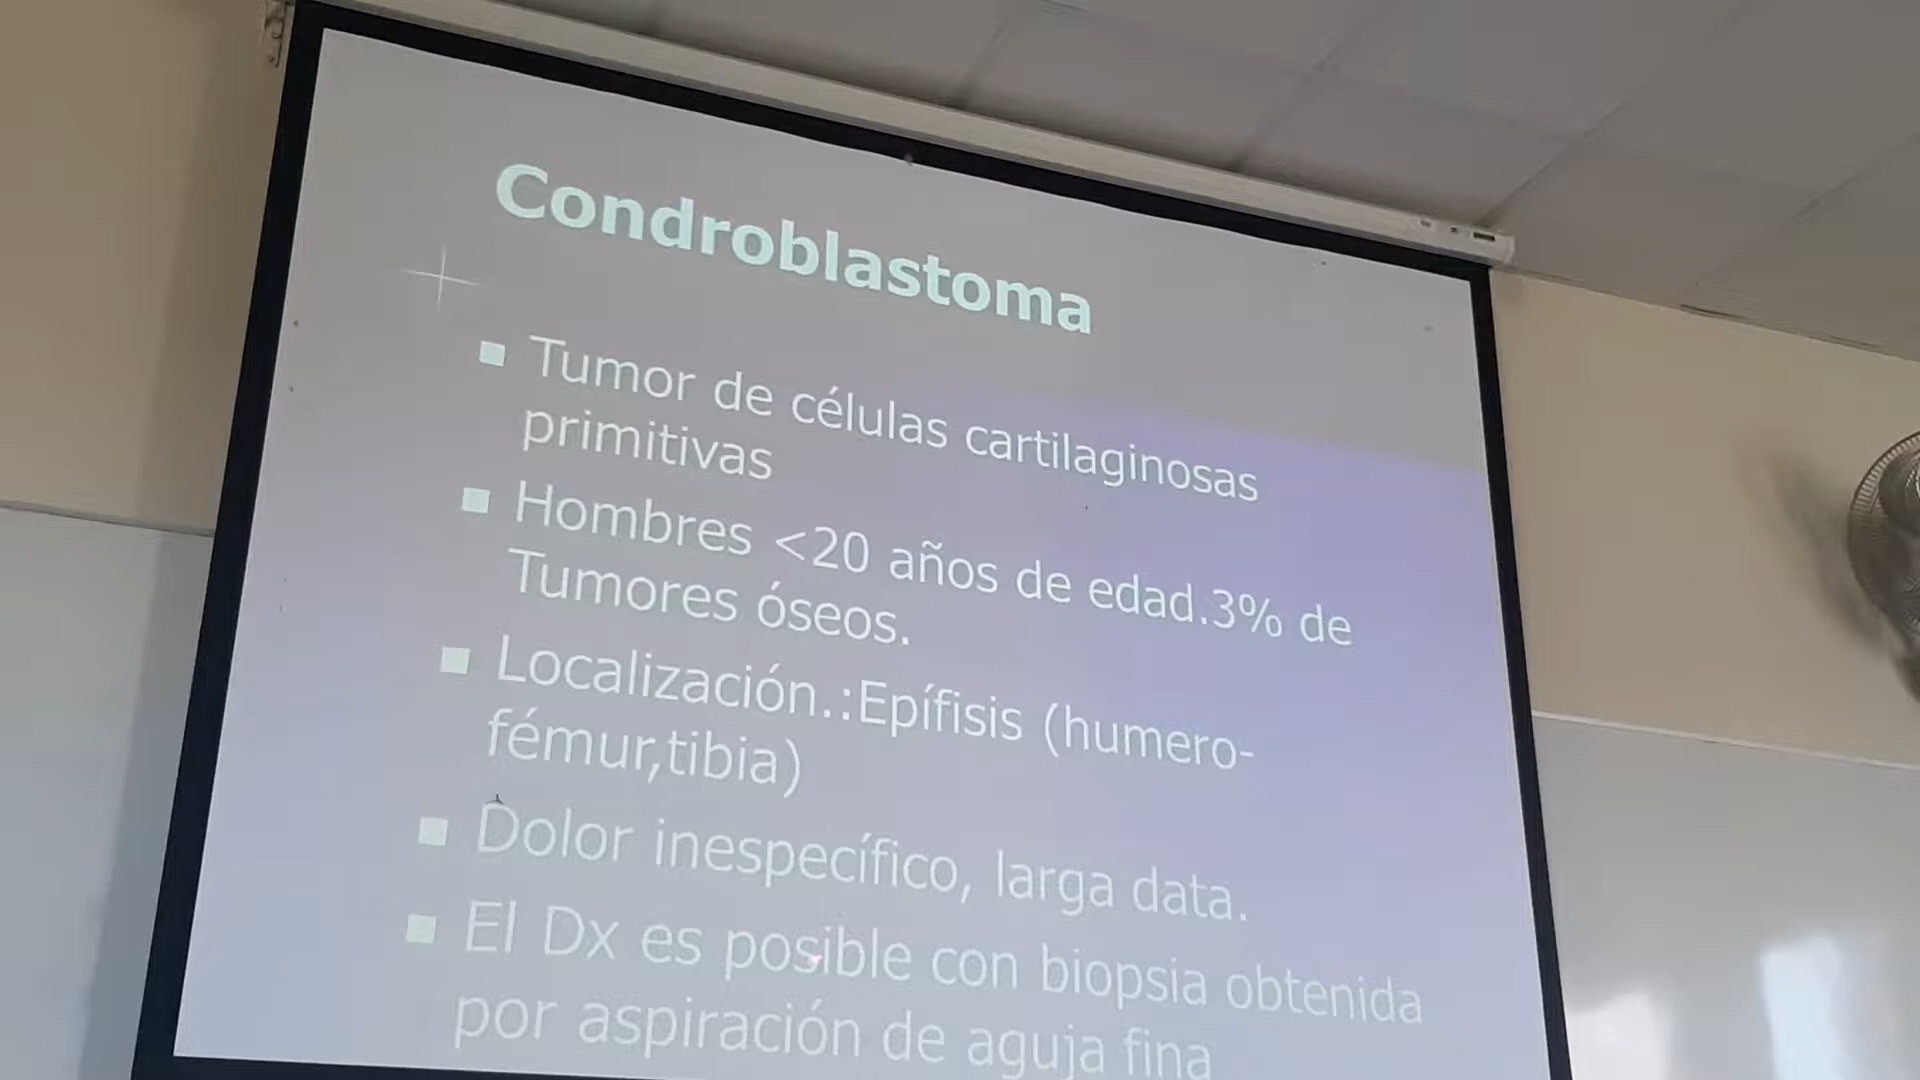 Condroblastoma
Tumor de células cartilaginosas
primitivas
Hombres <20 años de edad.3% de
Tumores óseos.
Localización.:Epífisis (humero-
fémur,tibia)
Dolor inespecífico, larga data.
El Dx es posible con biopsia obtenida
por aspiración de aguja fina